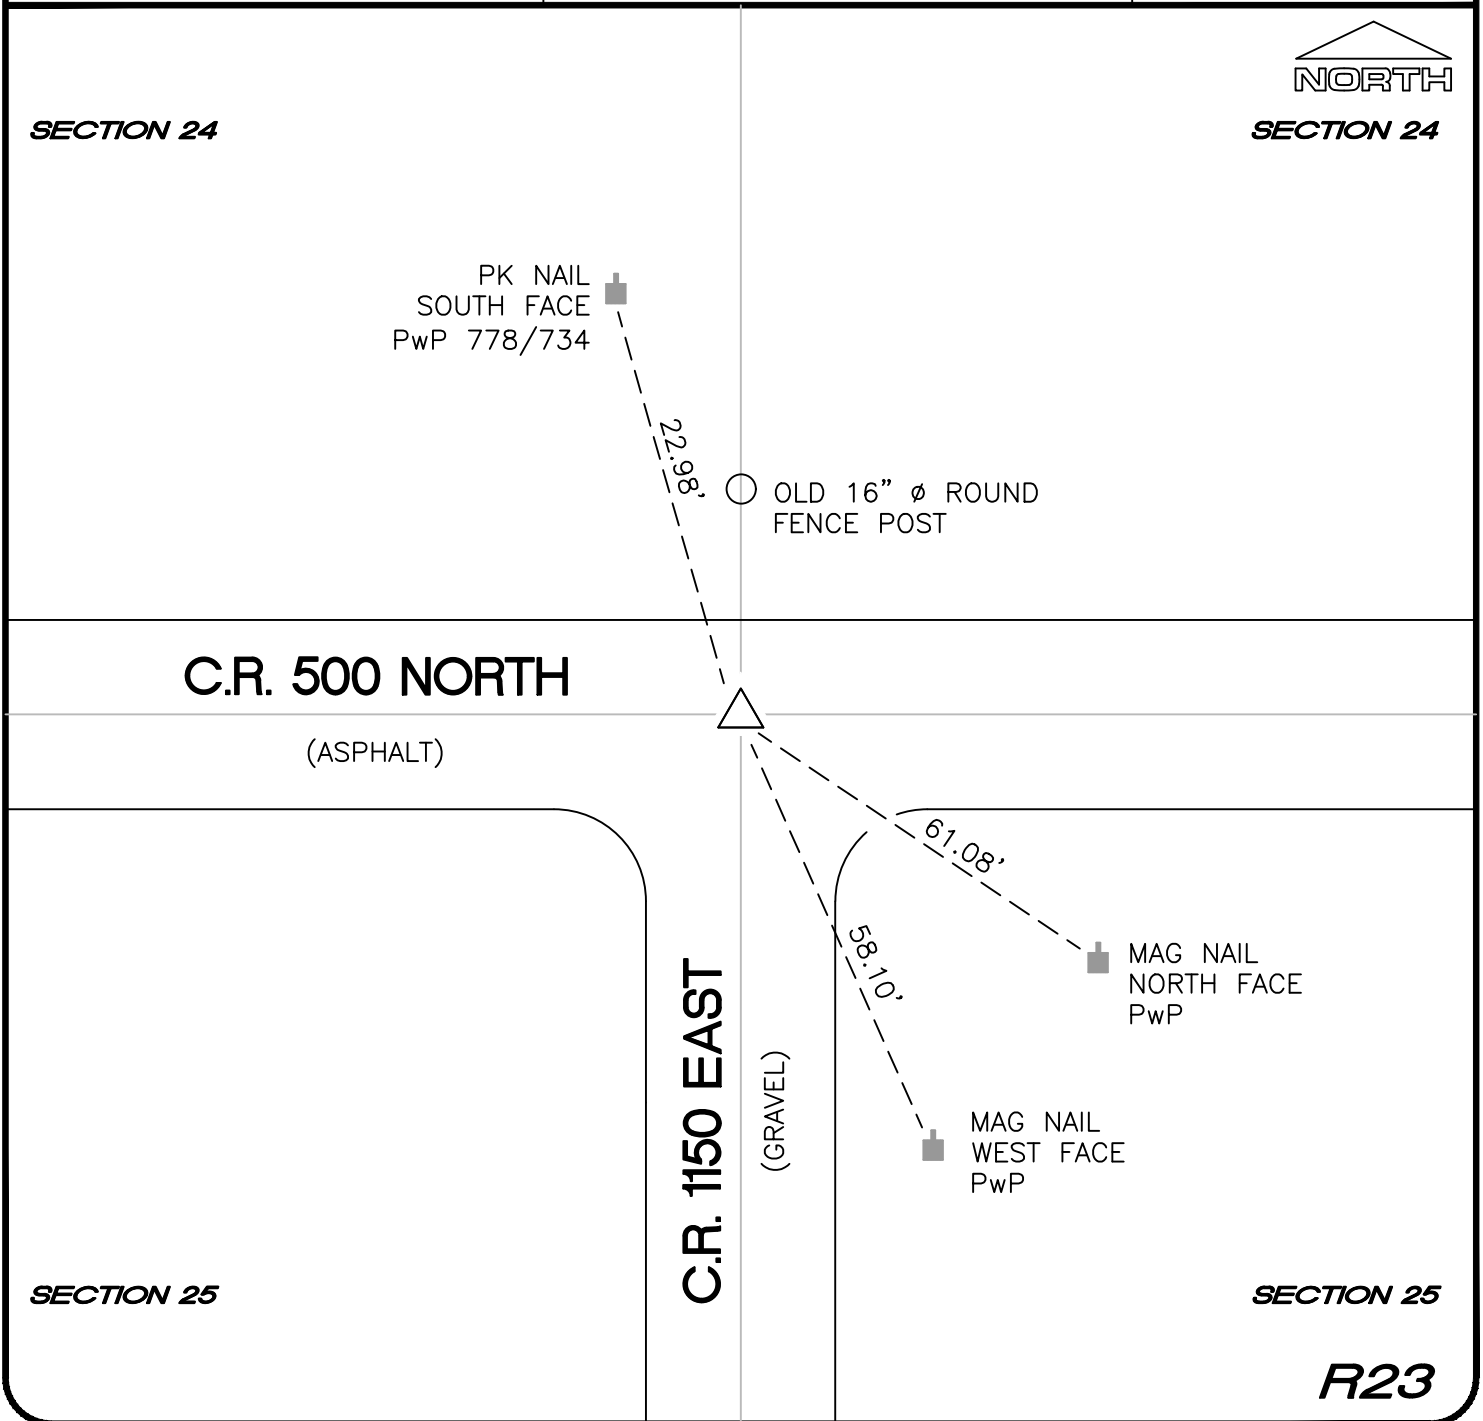 NORTH
SECTION 24
SECTION 24
PK NAIL
SOUTH FACE
PwP 778/734
22.98'
OLD 16" ø ROUND
FENCE POST
C.R. 500 NORTH
(ASPHALT)
61.08'
58.10'
MAG NAIL
NORTH FACE
PwP
C.R. 1150 EAST
(GRAVEL)
MAG NAIL
WEST FACE
PwP
SECTION 25
SECTION 25
R23